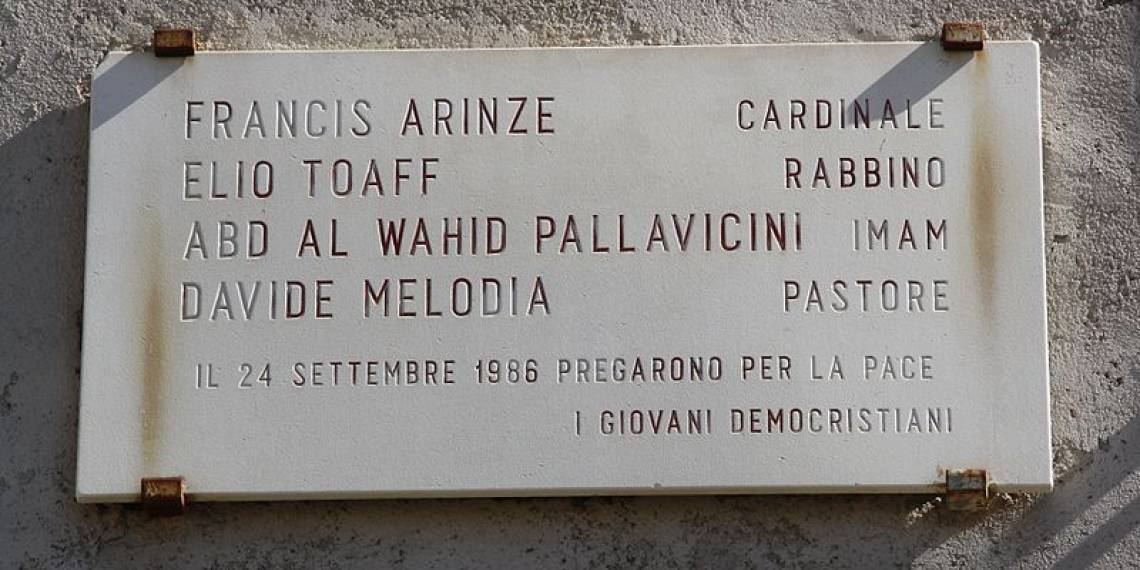 FRANCIS ARINZE CARDINALE
ELIO TOAFF RABBINO
ABD AL WAHID PALLAVICINI IMAM
DAVIDE MELODIA PASTORE
IL 24 SETTEMBRE 1986 PREGARONO PER LA PACE
I GIOVANI DEMOCRISTIANI